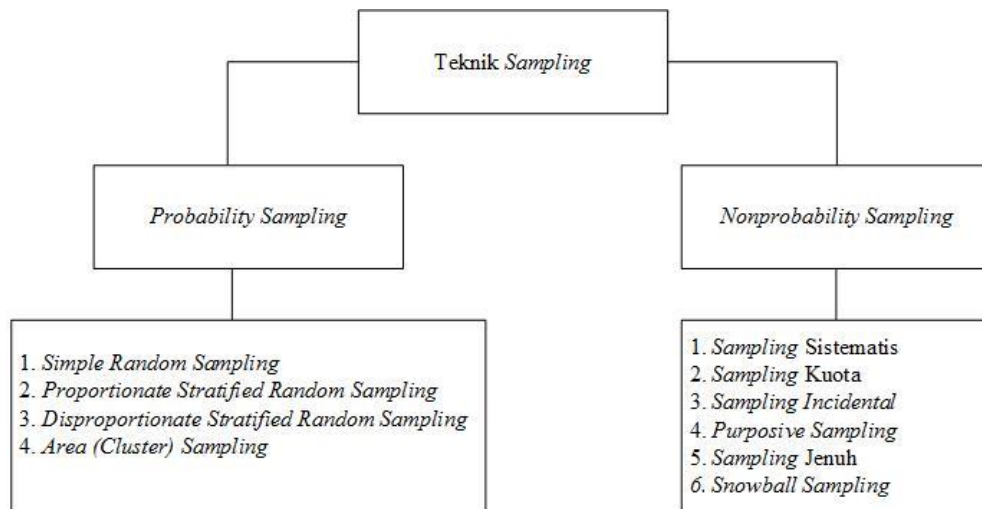 Teknik Sampling
Probability Sampling
Nonprobability Sampling
1. Simple Random Sampling
2. Proportionate Stratified Random Sampling
3. Disproportionate Stratified Random Sampling
4. Area (Cluster) Sampling
1. Sampling Sistematis
2. Sampling Kuota
3. Sampling Incidental
4. Purposive Sampling
5. Sampling Jenuh
6. Snowball Sampling